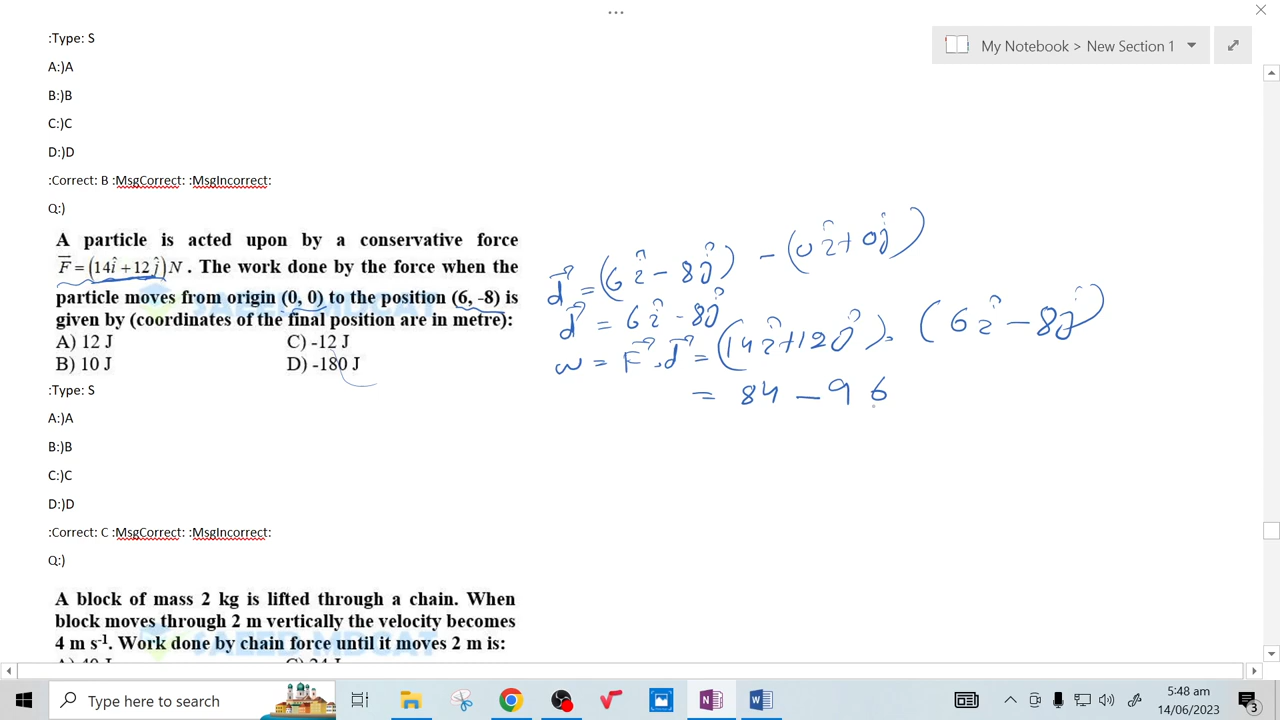 ...
My Notebook > New Section 1
:Type: S
A:)A
B:)B
C:)C
D:)D
:Correct: B :MsgCorrect: :MsgIncorrect:
Q:)
A particle is acted upon by a conservative force
F⃗ = (14î + 12ĵ) N . The work done by the force when the
particle moves from origin (0, 0) to the position (6, -8) is
given by (coordinates of the final position are in metre):
A) 12 J C) -12 J
B) 10 J D) -180 J
d⃗ = (6î - 8ĵ) - (0î + 0ĵ)
d⃗ = 6î - 8ĵ
w = F⃗ . d⃗ = (14î + 12ĵ) . (6î - 8ĵ)
= 84 - 96
:Type: S
A:)A
B:)B
C:)C
D:)D
:Correct: C :MsgCorrect: :MsgIncorrect:
Q:)
A block of mass 2 kg is lifted through a chain. When
block moves through 2 m vertically the velocity becomes
4 m s⁻¹. Work done by chain force until it moves 2 m is:
SAEED MDCAT
SAEED MDCAT
Type here to search
5:48 am
14/06/2023
3